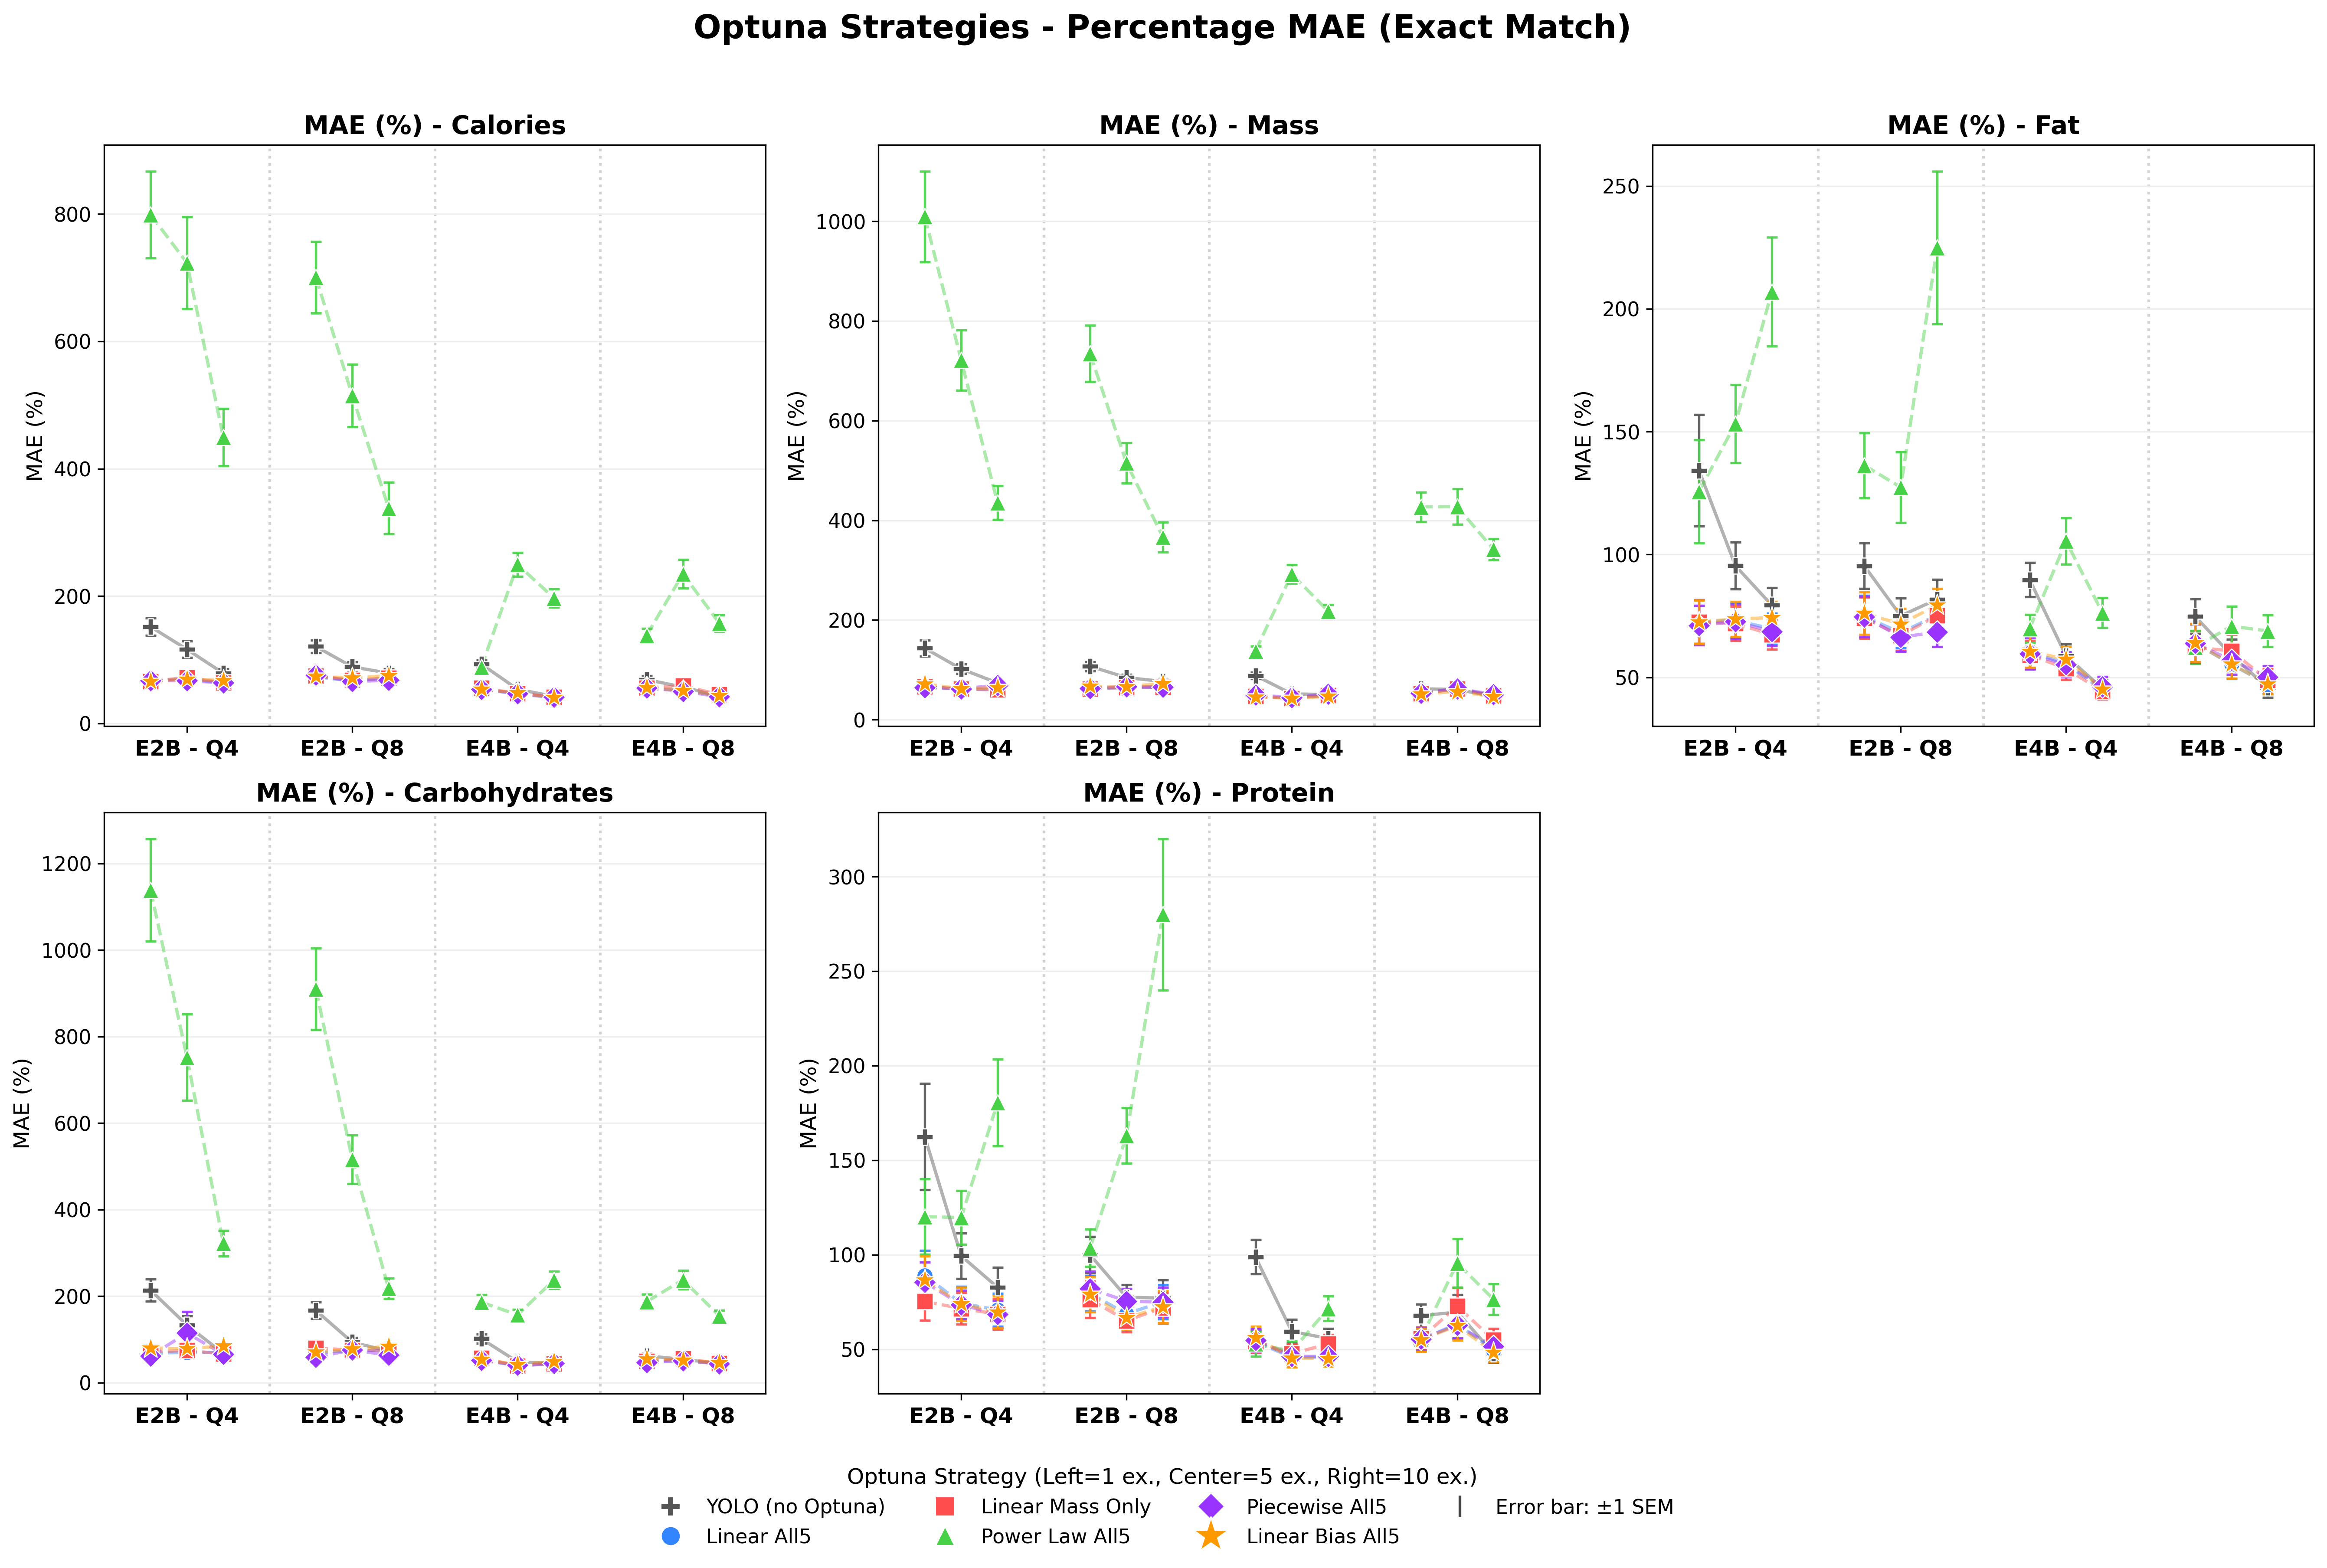 Optuna Strategies - Percentage MAE (Exact Match)
MAE (%) - Calories
MAE (%)
800
600
400
200
0
E2B - Q4 E2B - Q8 E4B - Q4 E4B - Q8
MAE (%) - Mass
MAE (%)
1000
800
600
400
200
0
E2B - Q4 E2B - Q8 E4B - Q4 E4B - Q8
MAE (%) - Fat
MAE (%)
250
200
150
100
50
E2B - Q4 E2B - Q8 E4B - Q4 E4B - Q8
MAE (%) - Carbohydrates
MAE (%)
1200
1000
800
600
400
200
0
E2B - Q4 E2B - Q8 E4B - Q4 E4B - Q8
MAE (%) - Protein
MAE (%)
300
250
200
150
100
50
E2B - Q4 E2B - Q8 E4B - Q4 E4B - Q8
Optuna Strategy (Left=1 ex., Center=5 ex., Right=10 ex.)
YOLO (no Optuna) Linear Mass Only Piecewise All5 Error bar: ±1 SEM
Linear All5 Power Law All5 Linear Bias All5